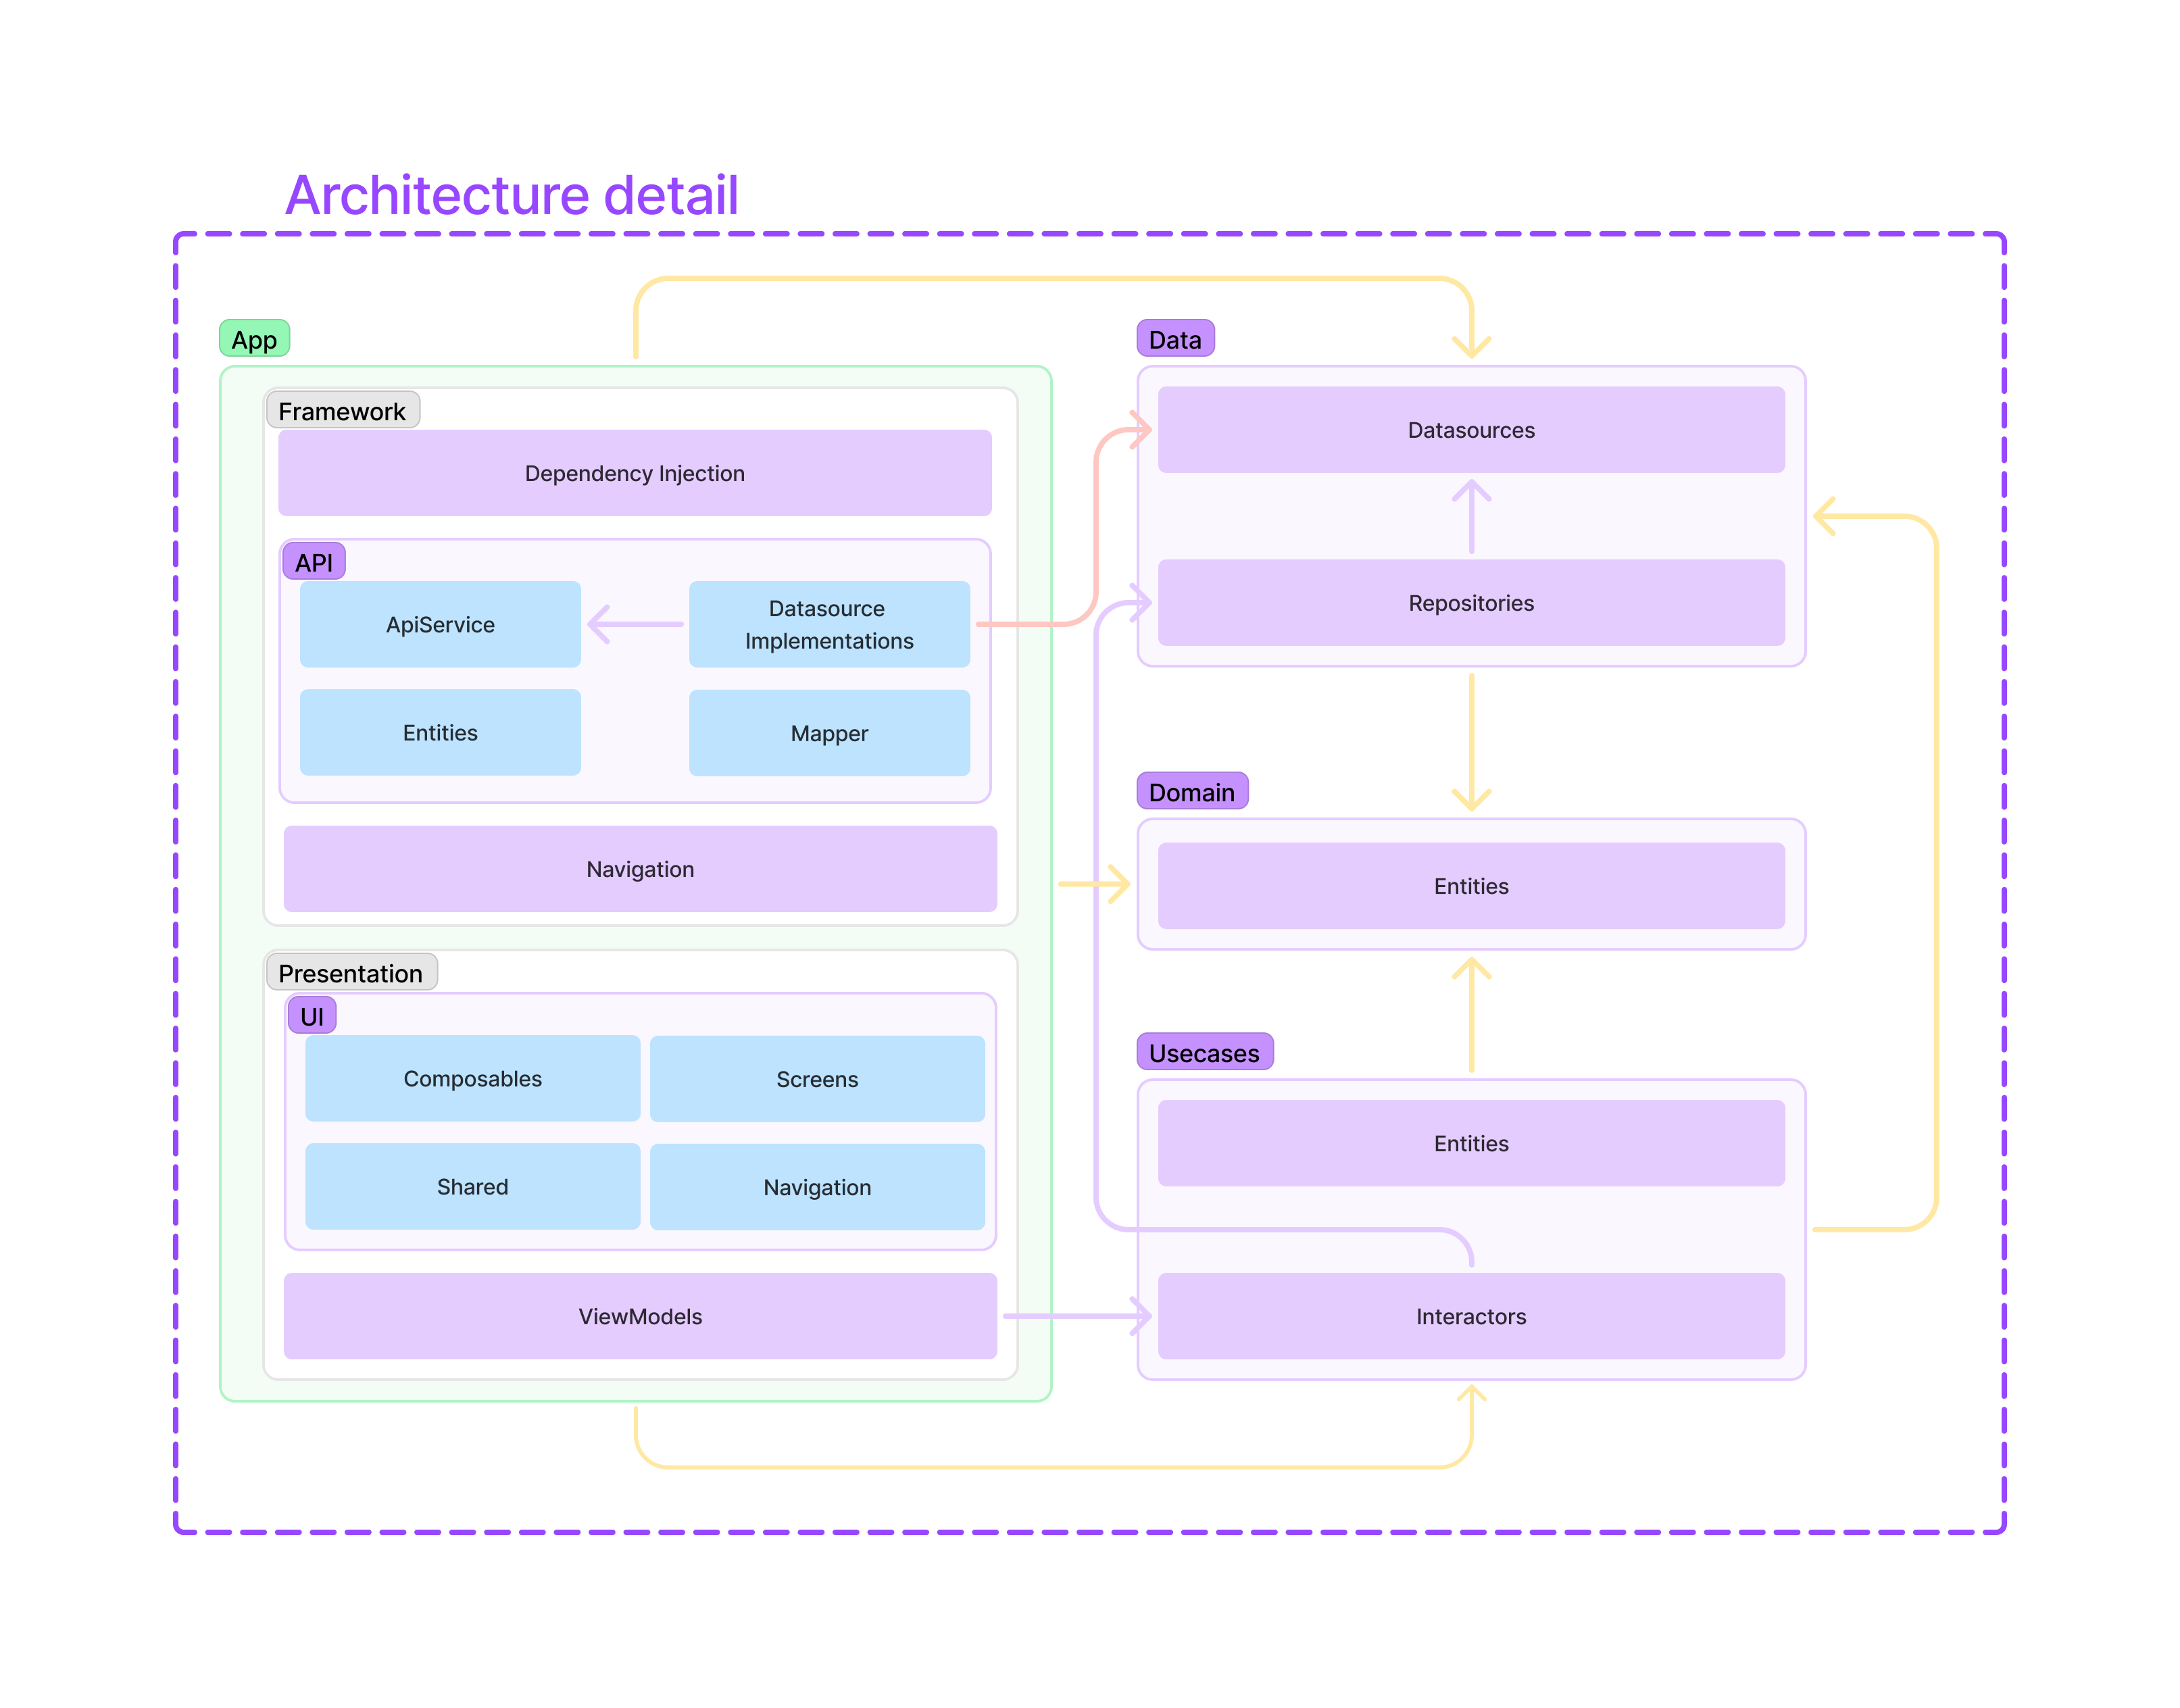 Architecture detail
App
Framework
Dependency Injection
API
ApiService
Datasource
Implementations
Entities
Mapper
Navigation
Presentation
UI
Composables
Screens
Shared
Navigation
ViewModels
Data
Datasources
Repositories
Domain
Entities
Usecases
Entities
Interactors